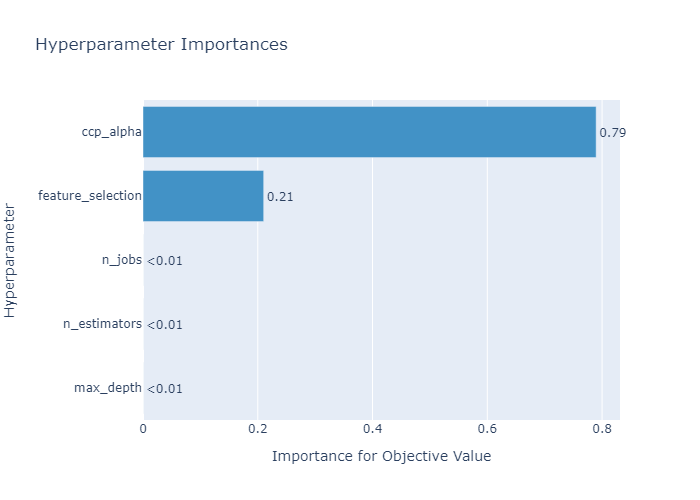 Hyperparameter Importances
Hyperparameter
ccp_alpha 0.79
feature_selection 0.21
n_jobs <0.01
n_estimators <0.01
max_depth <0.01
0 0.2 0.4 0.6 0.8
Importance for Objective Value